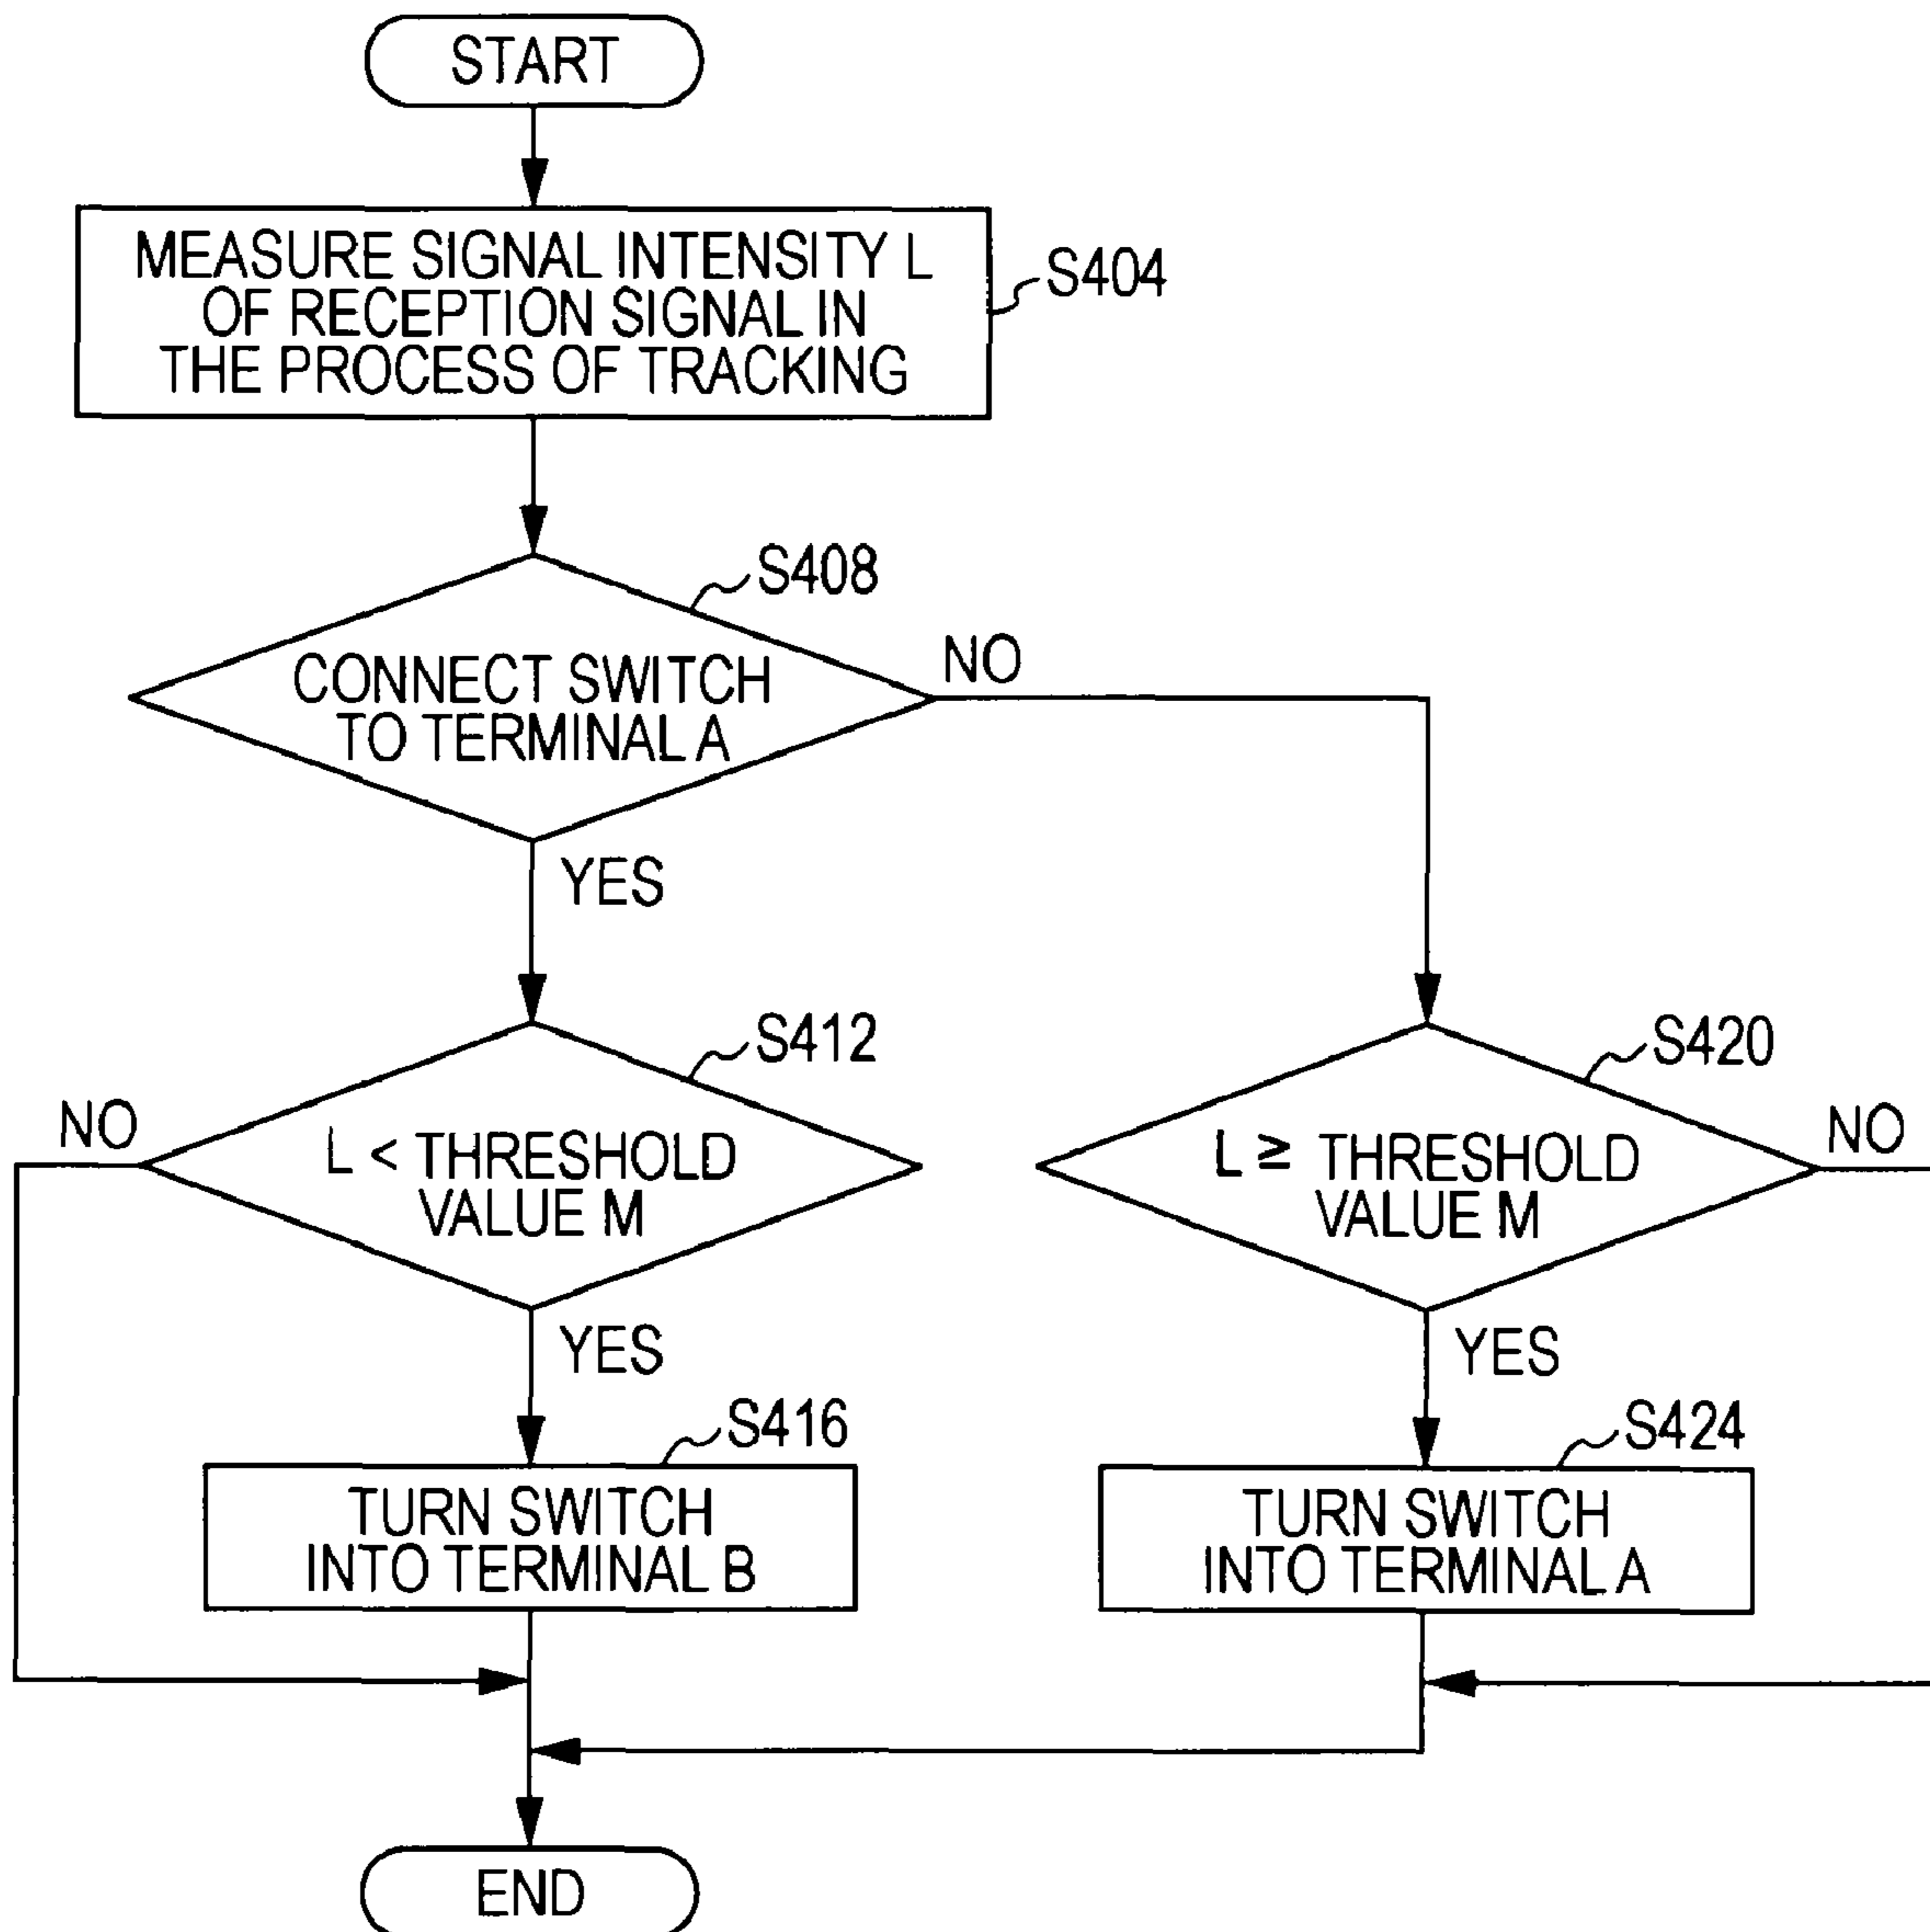 START
MEASURE SIGNAL INTENSITY L
OF RECEPTION SIGNAL IN
THE PROCESS OF TRACKING
S404
S408
CONNECT SWITCH
TO TERMINAL A
NO
YES
S412
L < THRESHOLD
VALUE M
NO
YES
S420
L ≥ THRESHOLD
VALUE M
NO
YES
S416
TURN SWITCH
INTO TERMINAL B
S424
TURN SWITCH
INTO TERMINAL A
END